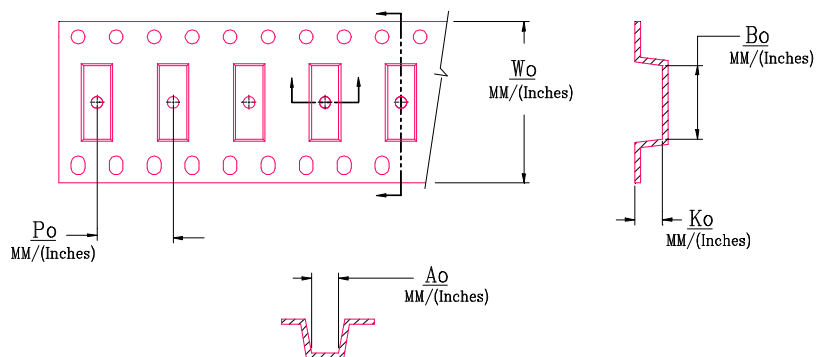 Wo
MM/(Inches)
Bo
MM/(Inches)
Po
MM/(Inches)
Ko
MM/(Inches)
Ao
MM/(Inches)